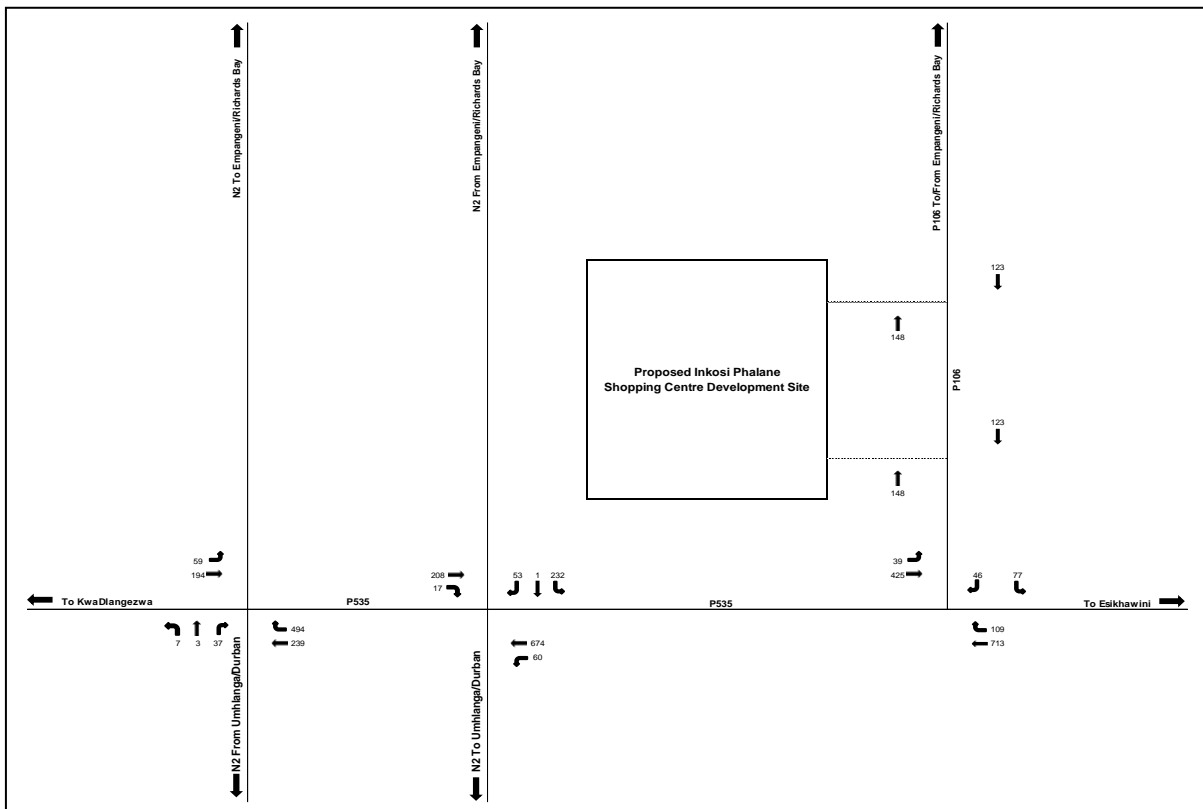 N2 To Empangeni/Richards Bay
N2 From Empangeni/Richards Bay
P106 To/From Empangeni/Richards Bay
123
148
Proposed Inkosi Phalane
Shopping Centre Development Site
P106
123
148
59
194
208
17
53 1 232
39
425
46 77
To KwaDlangezwa
P535
P535
To Esikhawini
7 3 37
494
239
674
60
109
713
N2 From Umhlanga/Durban
N2 To Umhlanga/Durban